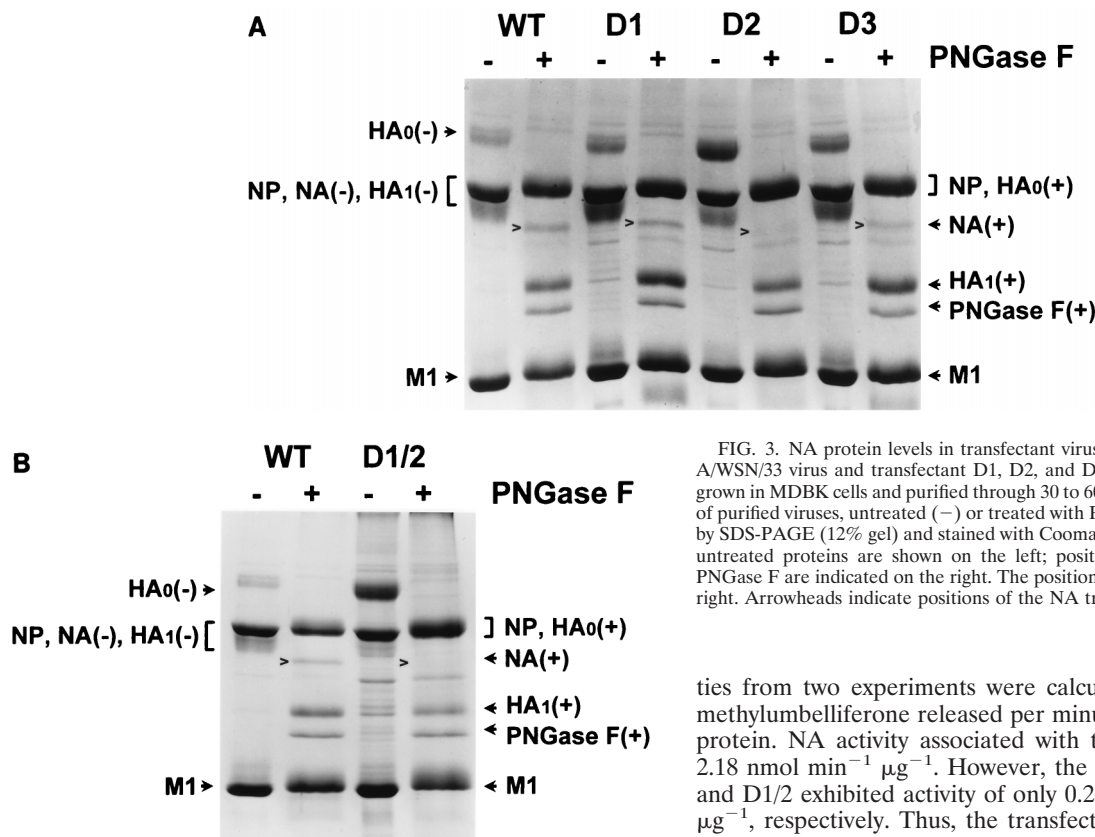 A
WT D1 D2 D3
- + - + - + - + PNGase F
HA0(-)
NP, NA(-), HA1(-) [
] NP, HA0(+)
>
>
>
>
NA(+)
HA1(+)
PNGase F(+)
M1
M1
B
WT D1/2
- + - + PNGase F
HA0(-)
NP, NA(-), HA1(-) [
] NP, HA0(+)
>
>
NA(+)
HA1(+)
PNGase F(+)
M1
M1
FIG. 3. NA protein levels in transfectant virus
A/WSN/33 virus and transfectant D1, D2, and D
grown in MDBK cells and purified through 30 to 60
of purified viruses, untreated (−) or treated with
by SDS-PAGE (12% gel) and stained with Cooma
untreated proteins are shown on the left; posit
PNGase F are indicated on the right. The position
right. Arrowheads indicate positions of the NA tr
ties from two experiments were calcu
methylumbelliferone released per minu
protein. NA activity associated with t
2.18 nmol min−1 μg−1. However, the
and D1/2 exhibited activity of only 0.2
μg−1, respectively. Thus, the transfect